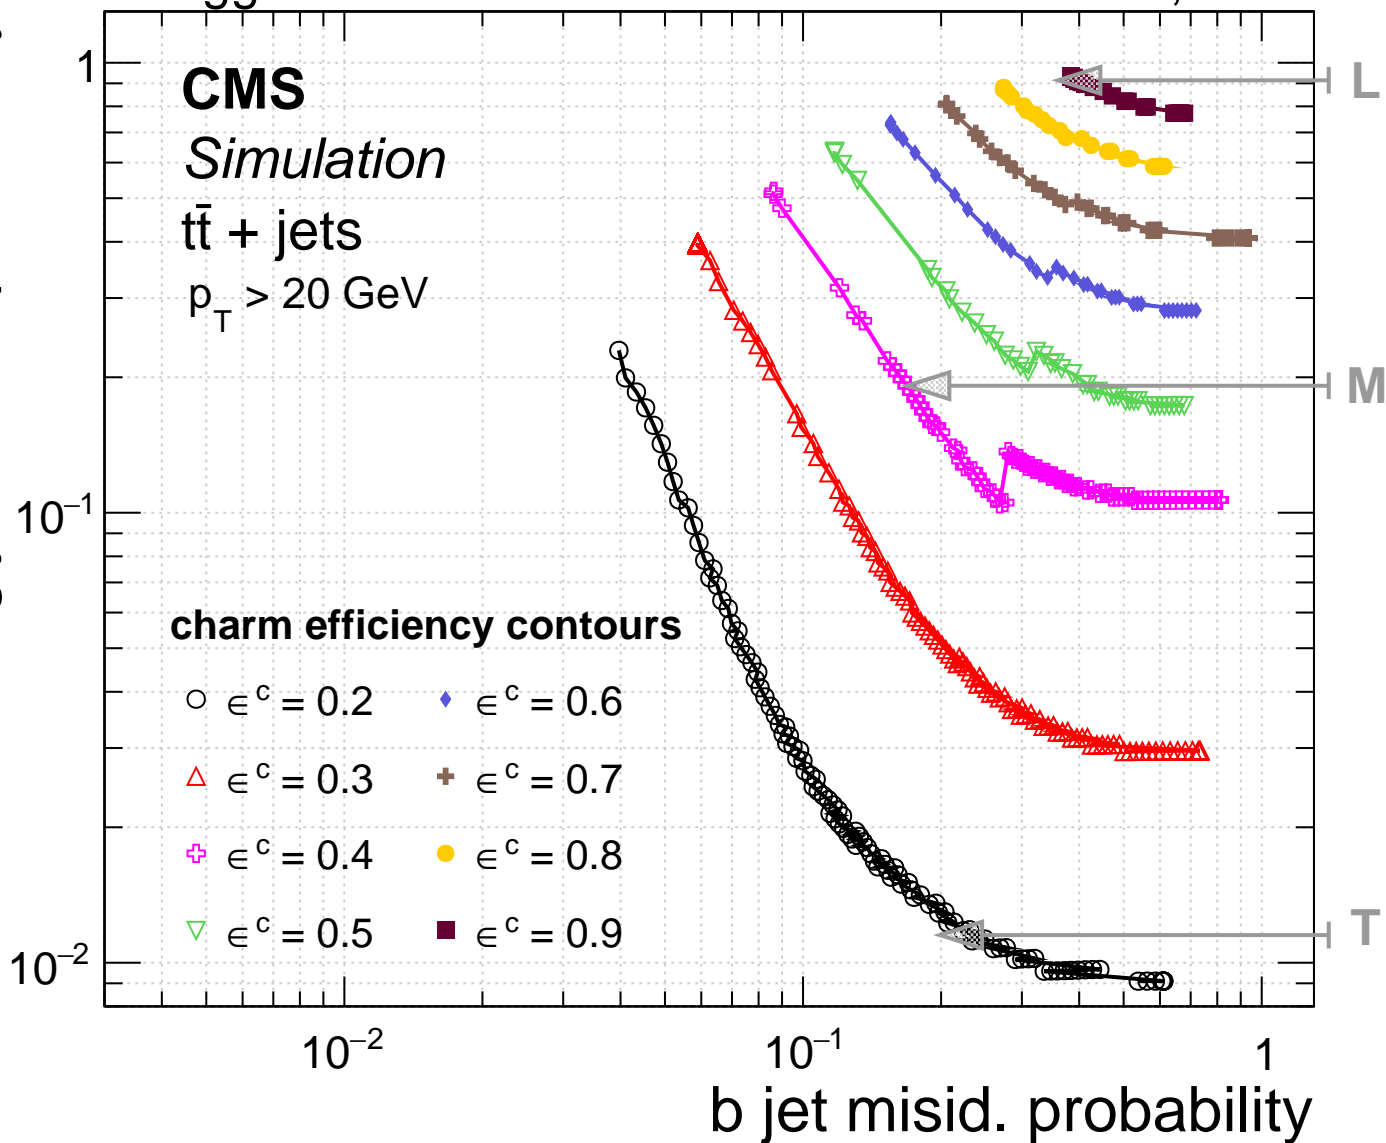 1
CMS
Simulation
tt̄ + jets
p_T > 20 GeV
L
M
10⁻¹
charm efficiency contours
ϵ^c = 0.2
ϵ^c = 0.6
ϵ^c = 0.3
ϵ^c = 0.7
ϵ^c = 0.4
ϵ^c = 0.8
ϵ^c = 0.5
ϵ^c = 0.9
T
10⁻²
10⁻²
10⁻¹
1
b jet misid. probability